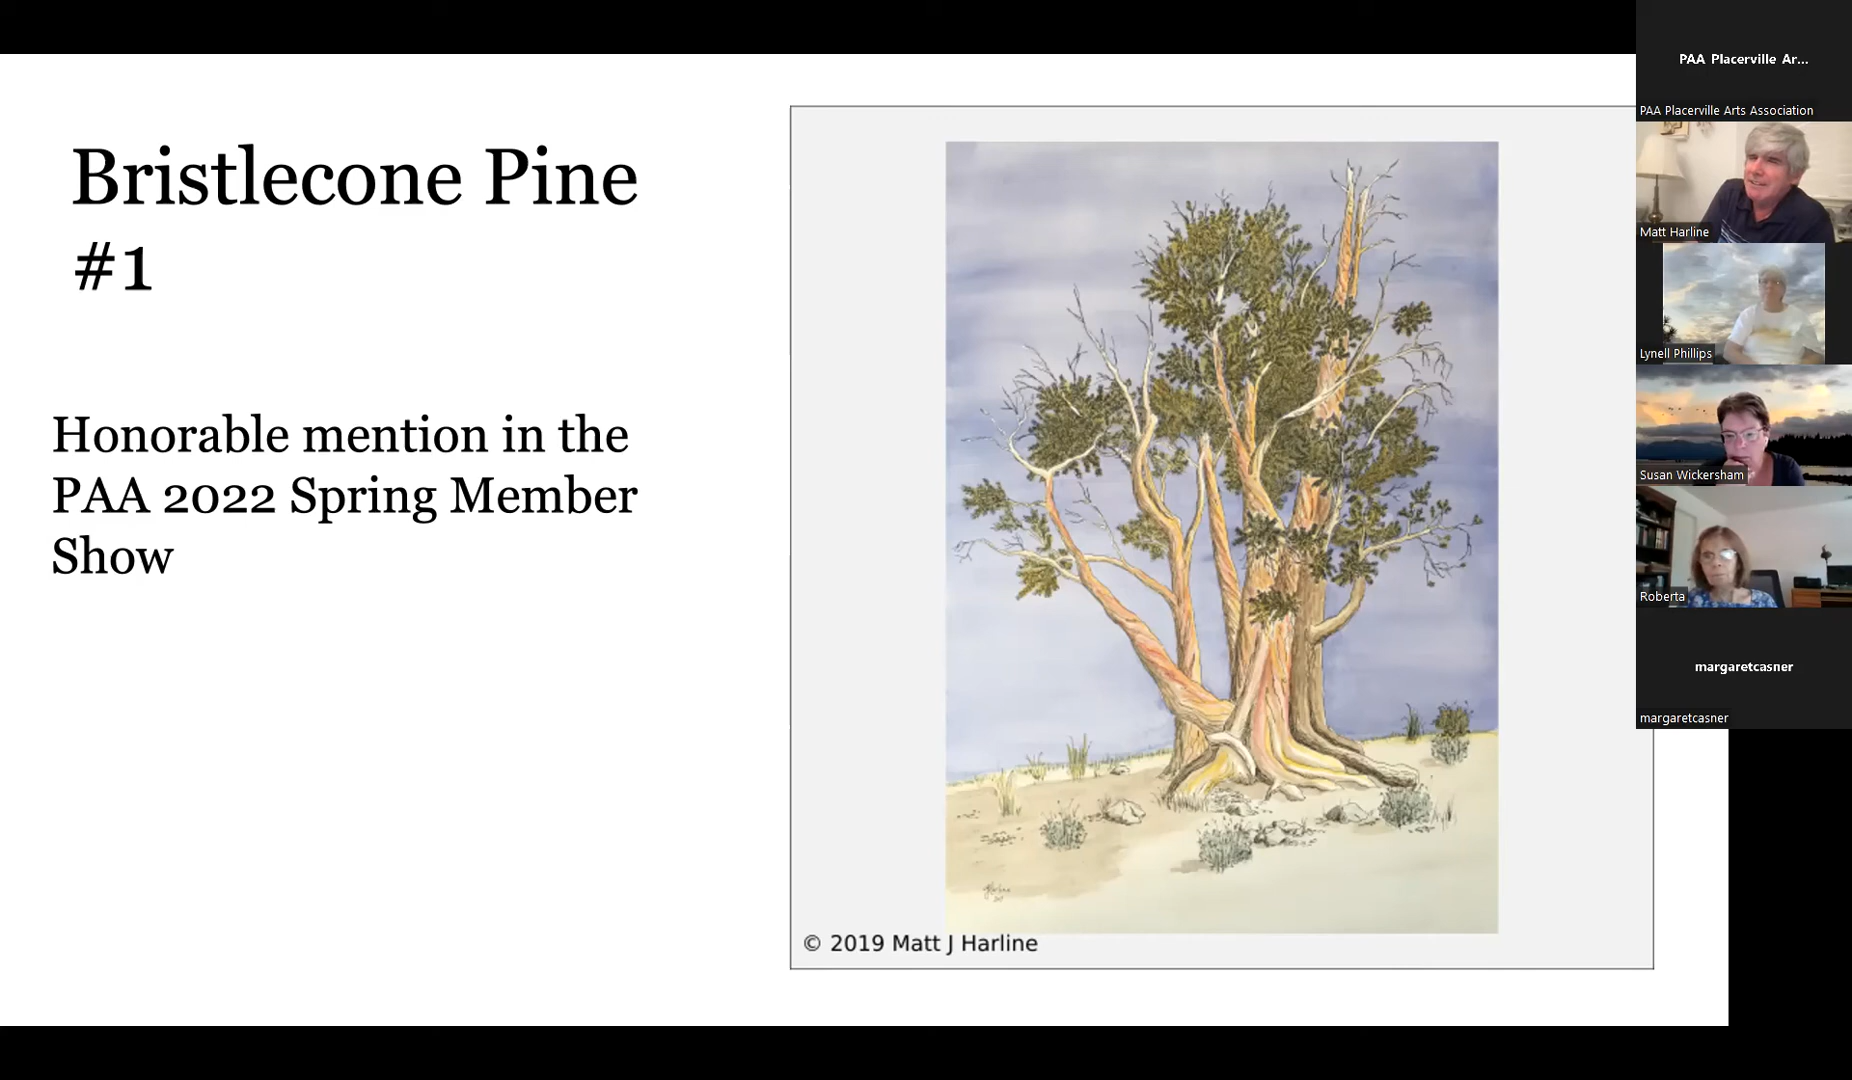 Bristlecone Pine
#1
Honorable mention in the
PAA 2022 Spring Member
Show
© 2019 Matt J Harline
PAA Placerville Ar...
PAA Placerville Arts Association
Matt Harline
Lynell Phillips
Susan Wickersham
Roberta
margaretcasner
margaretcasner